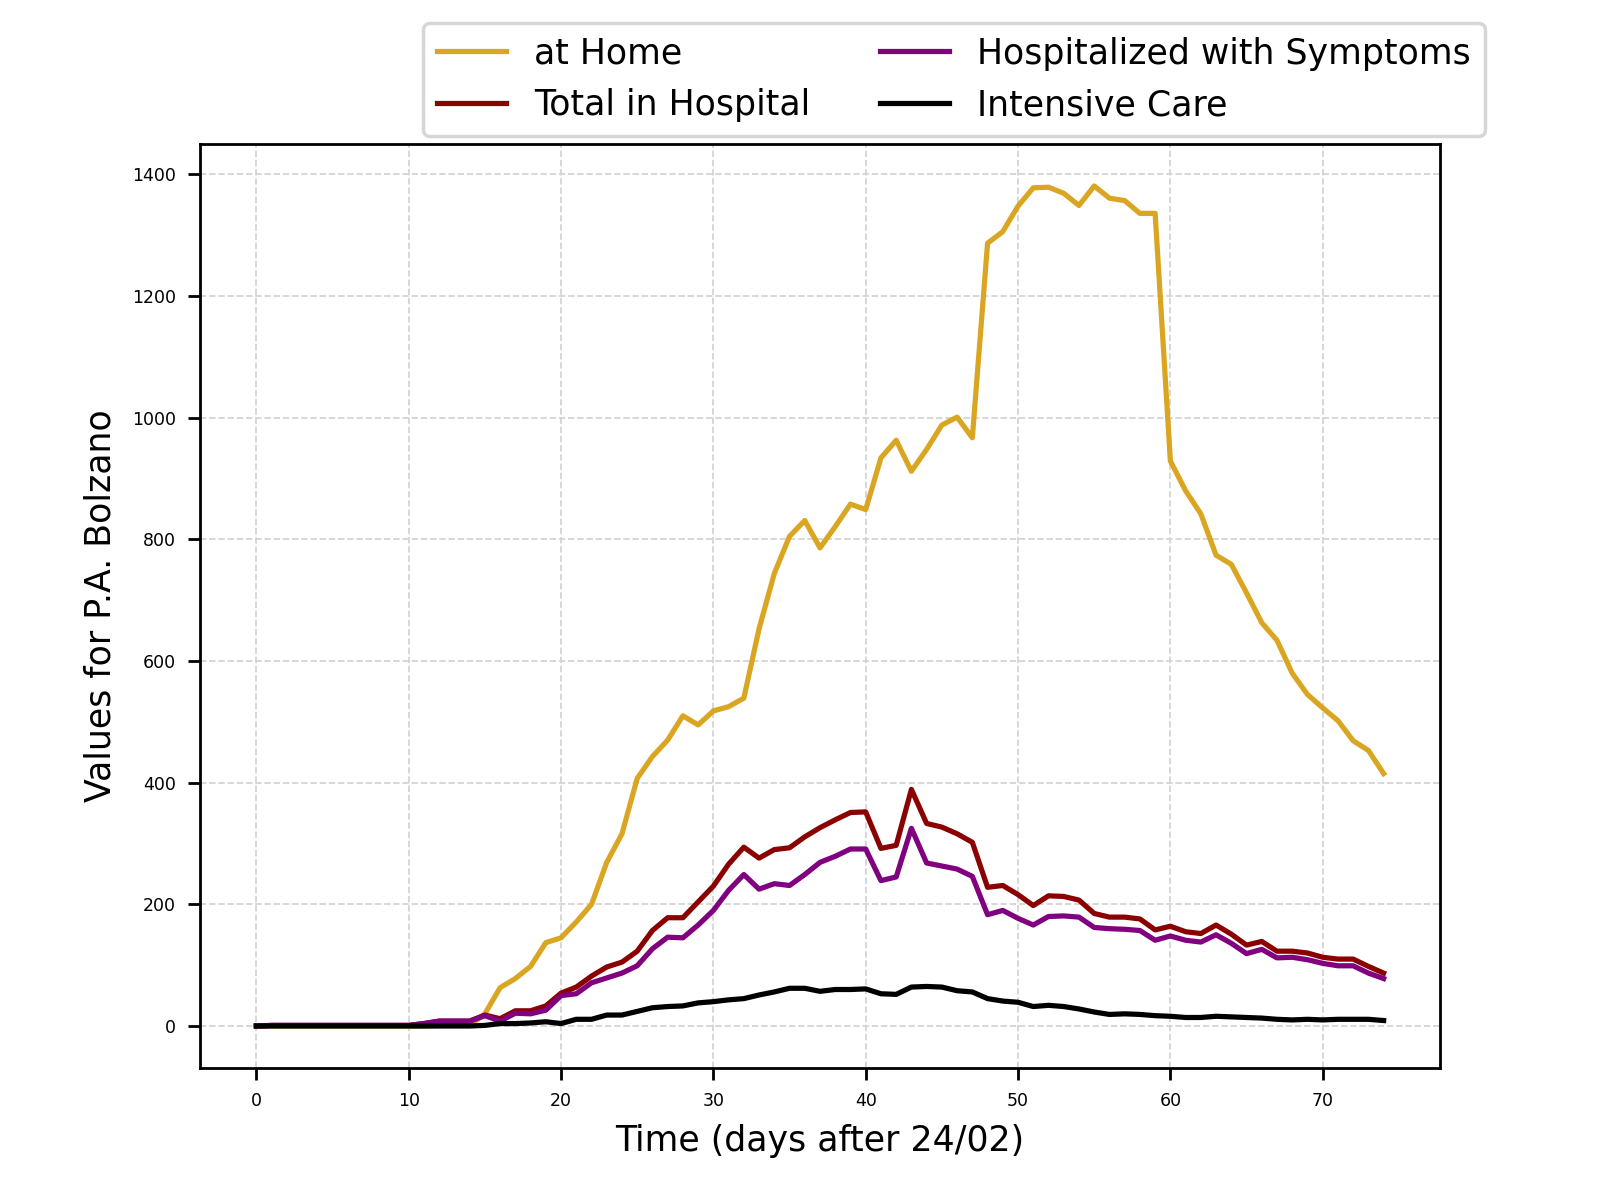 at Home
Total in Hospital
Hospitalized with Symptoms
Intensive Care
1400
1200
1000
800
600
400
200
0
Values for P.A. Bolzano
0 10 20 30 40 50 60 70
Time (days after 24/02)